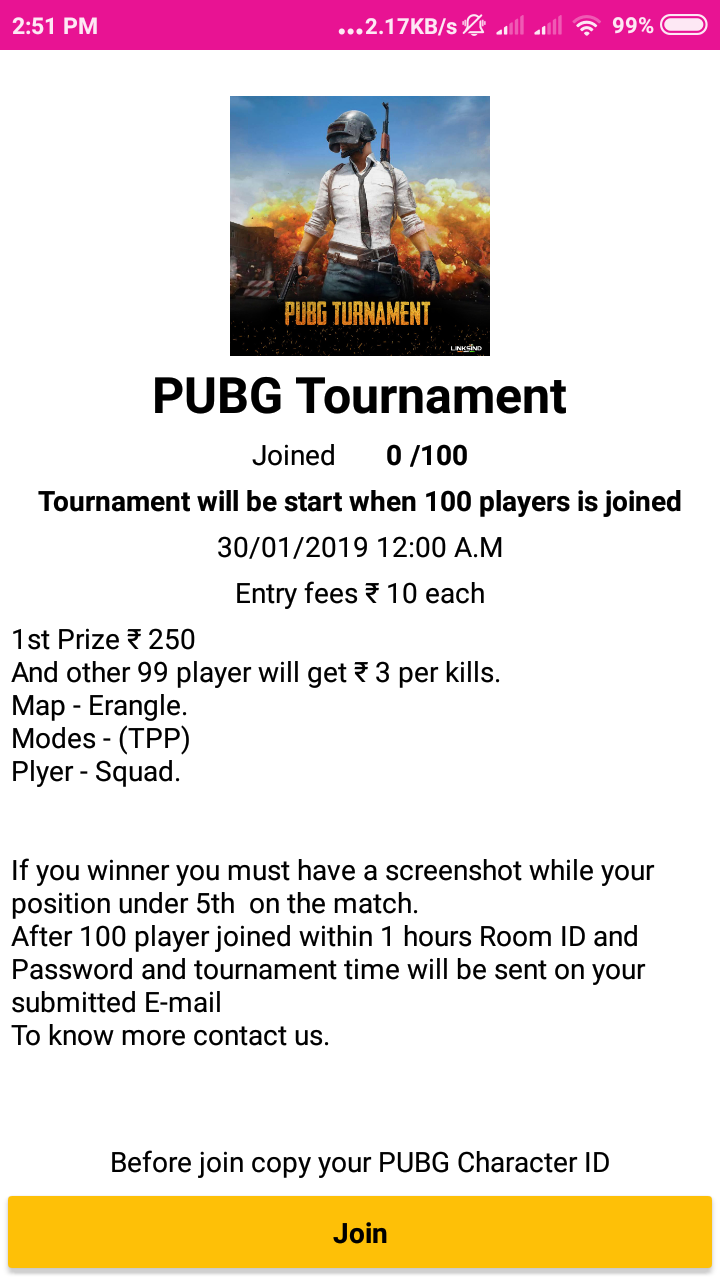 2:51 PM
...2.17KB/s 99%
PUBG TURNAMENT
LINKSIND
PUBG Tournament
Joined 0 /100
Tournament will be start when 100 players is joined
30/01/2019 12:00 A.M
Entry fees ₹ 10 each
1st Prize ₹ 250
And other 99 player will get ₹ 3 per kills.
Map - Erangle.
Modes - (TPP)
Plyer - Squad.
If you winner you must have a screenshot while your
position under 5th  on the match.
After 100 player joined within 1 hours Room ID and
Password and tournament time will be sent on your
submitted E-mail
To know more contact us.
Before join copy your PUBG Character ID
Join